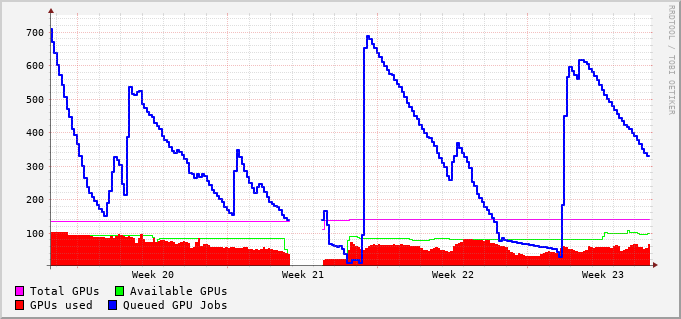 700
600
500
400
300
200
100
Week 20 Week 21 Week 22 Week 23
Total GPUs Available GPUs
GPUs used Queued GPU Jobs
RRDTOOL / TOBI OETIKER